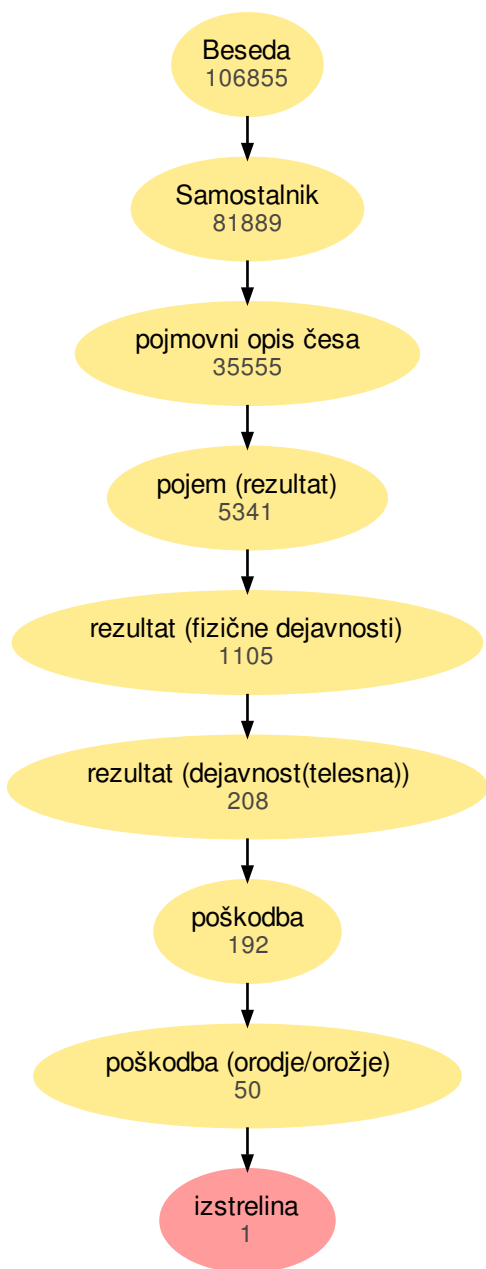 Beseda
106855
Samostalnik
81889
pojmovni opis česa
35555
pojem (rezultat)
5341
rezultat (fizične dejavnosti)
1105
rezultat (dejavnost(telesna))
208
poškodba
192
poškodba (orodje/orožje)
50
izstrelina
1